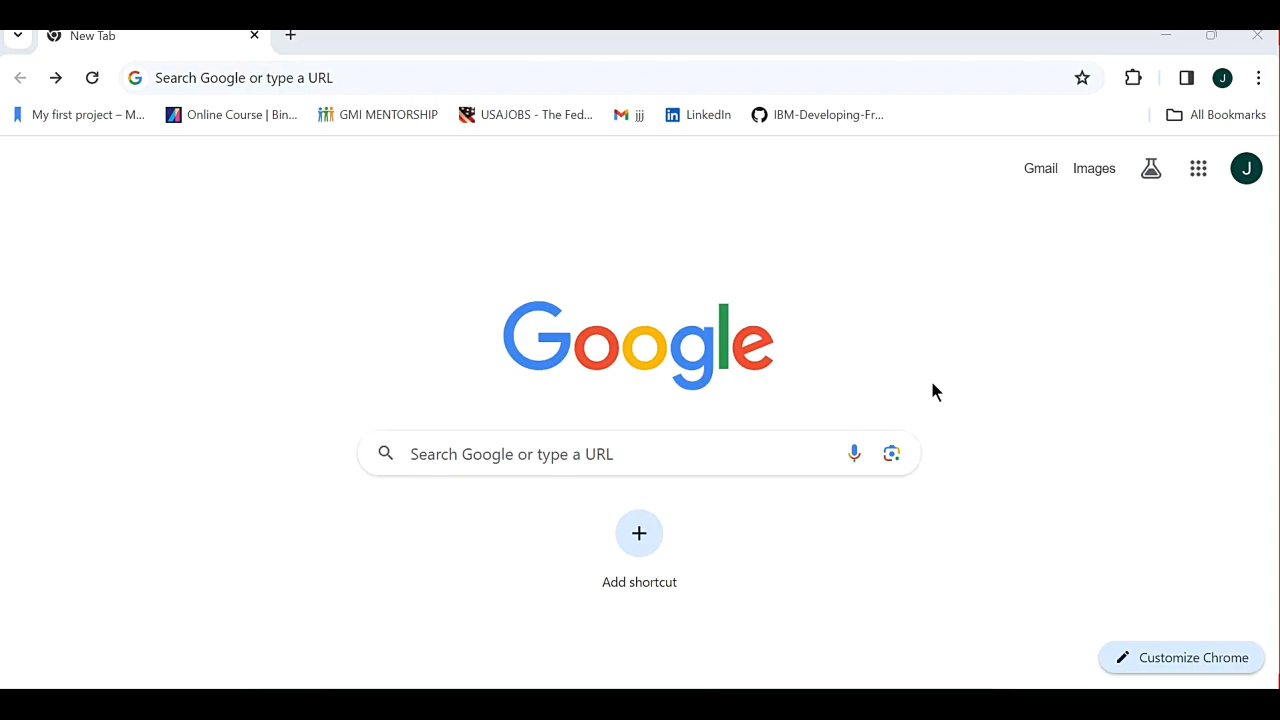 New Tab
Search Google or type a URL
J
My first project – M...
Online Course | Bin...
GMI MENTORSHIP
USAJOBS - The Fed...
jjj
LinkedIn
IBM-Developing-Fr...
All Bookmarks
Gmail
Images
J
Google
Search Google or type a URL
Add shortcut
Customize Chrome